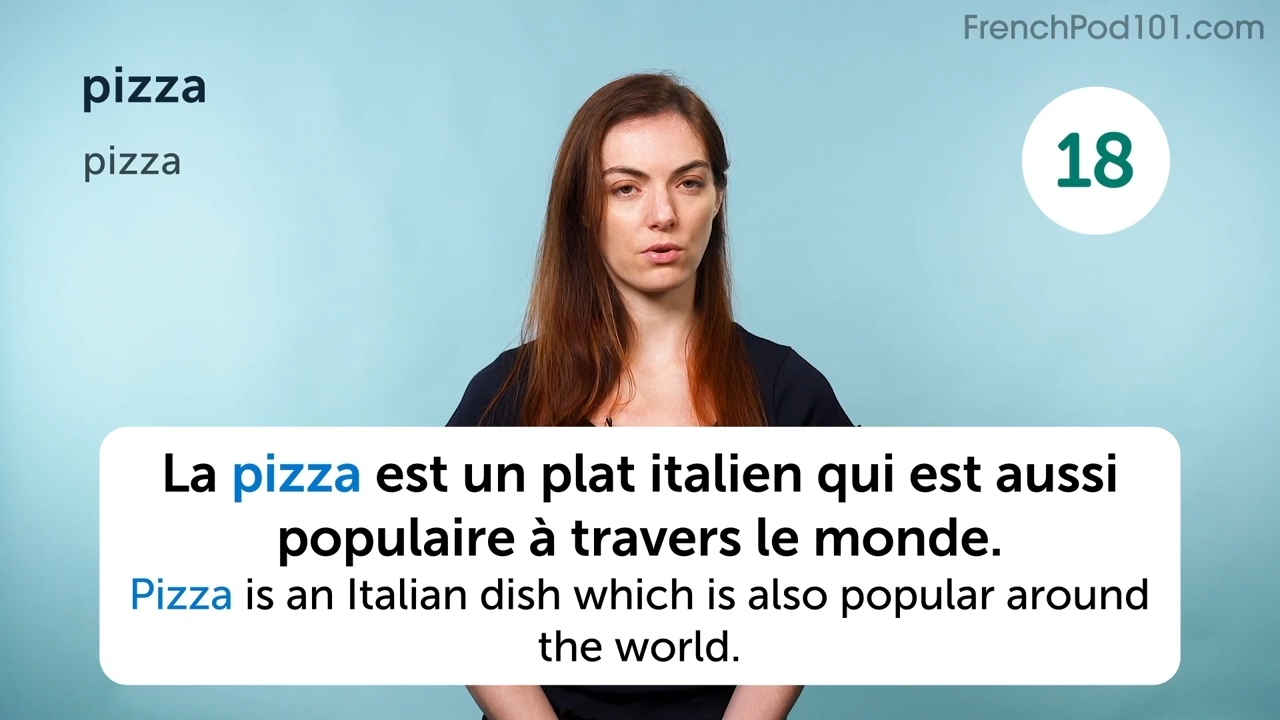 FrenchPod101.com
pizza
pizza
18
La pizza est un plat italien qui est aussi
populaire à travers le monde.
Pizza is an Italian dish which is also popular around
the world.